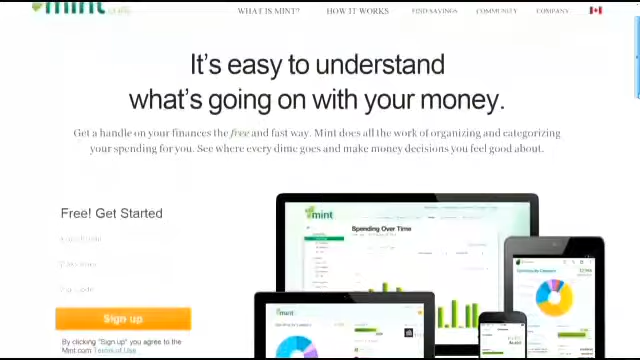 mint
WHAT IS MINT? HOW IT WORKS FIND SAVINGS COMMUNITY COMPANY
It's easy to understand
what's going on with your money.
Get a handle on your finances the free and fast way. Mint does all the work of organizing and categorizing
your spending for you. See where every dime goes and make money decisions you feel good about.
Free! Get Started
Zip Code
Sign up
By clicking "Sign up" you agree to the
Mint.com Terms of Use
mint
Spending Over Time
mint